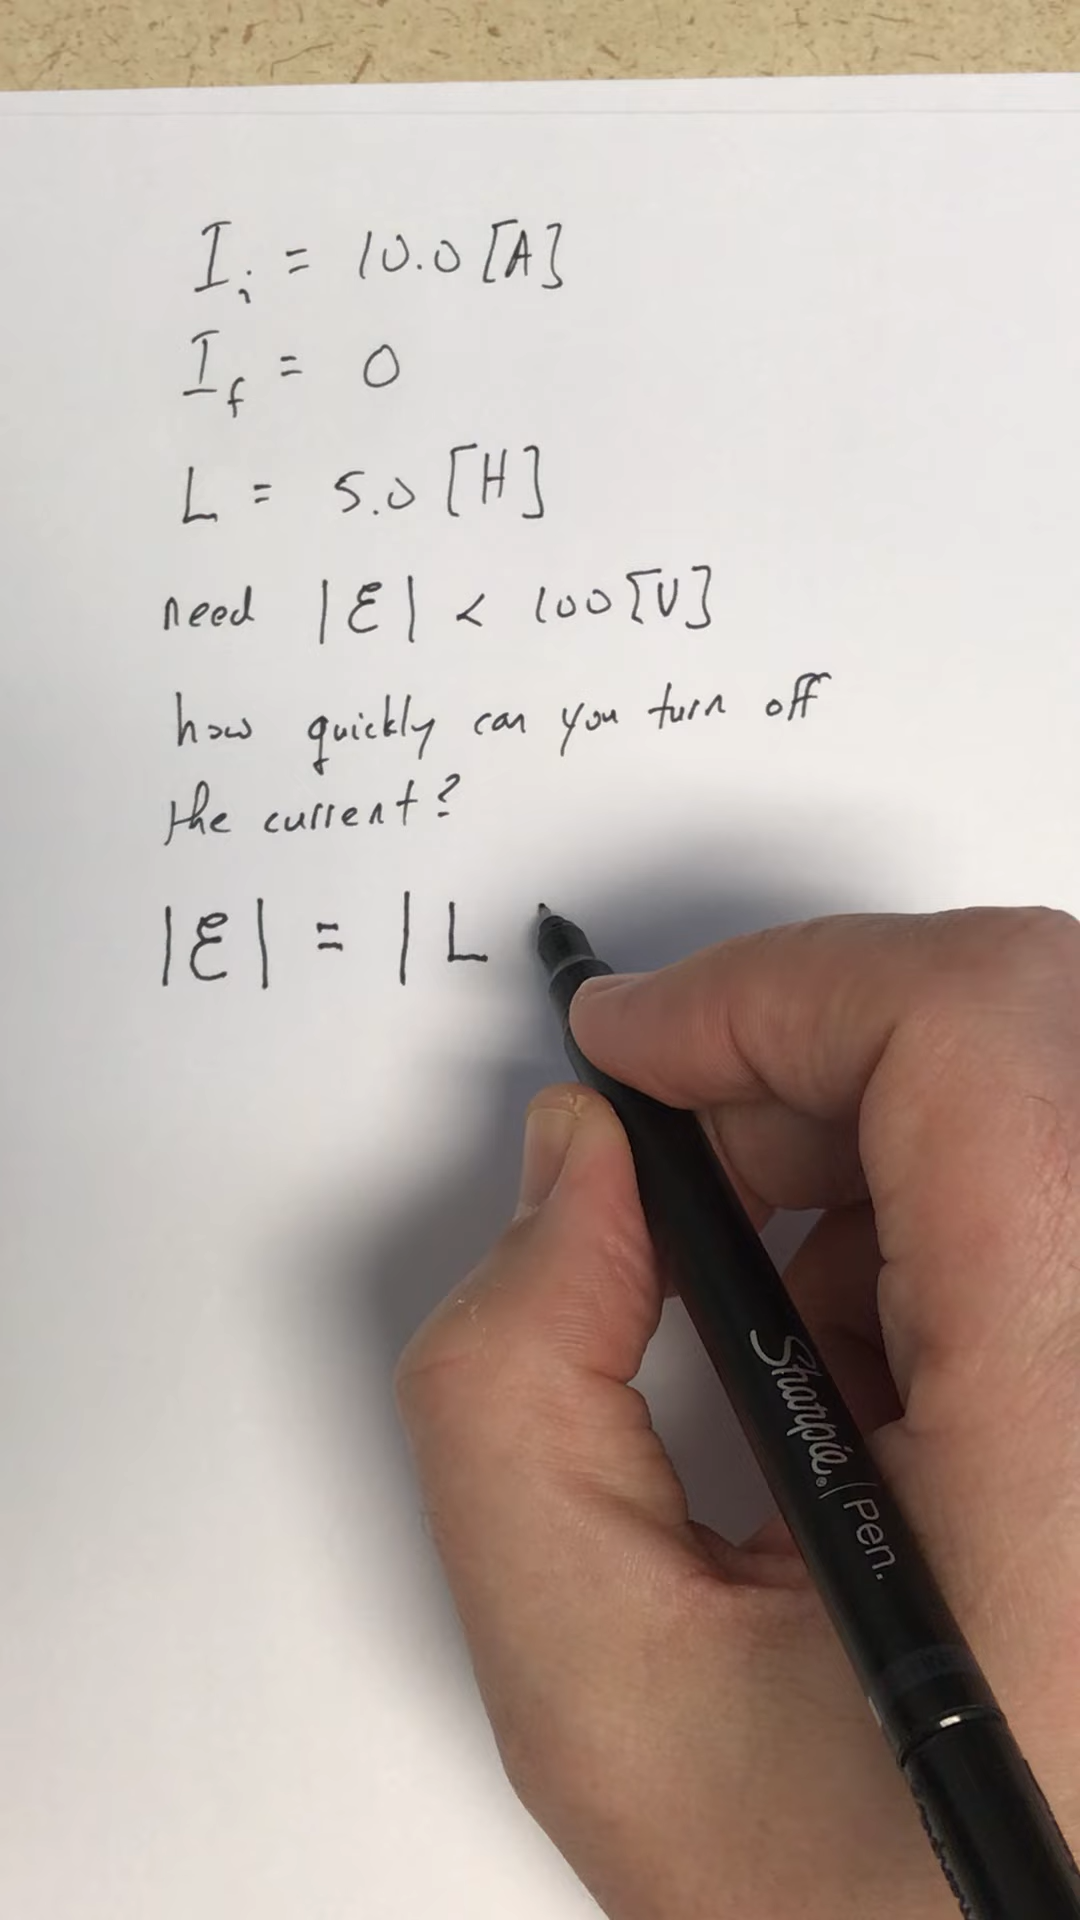 I_i = 10.0 [A]
I_f = 0
L = 5.0 [H]
need |ℰ| < 100 [V]
how quickly can you turn off
the current?
|ℰ| = | L
Sharpie. | Pen.